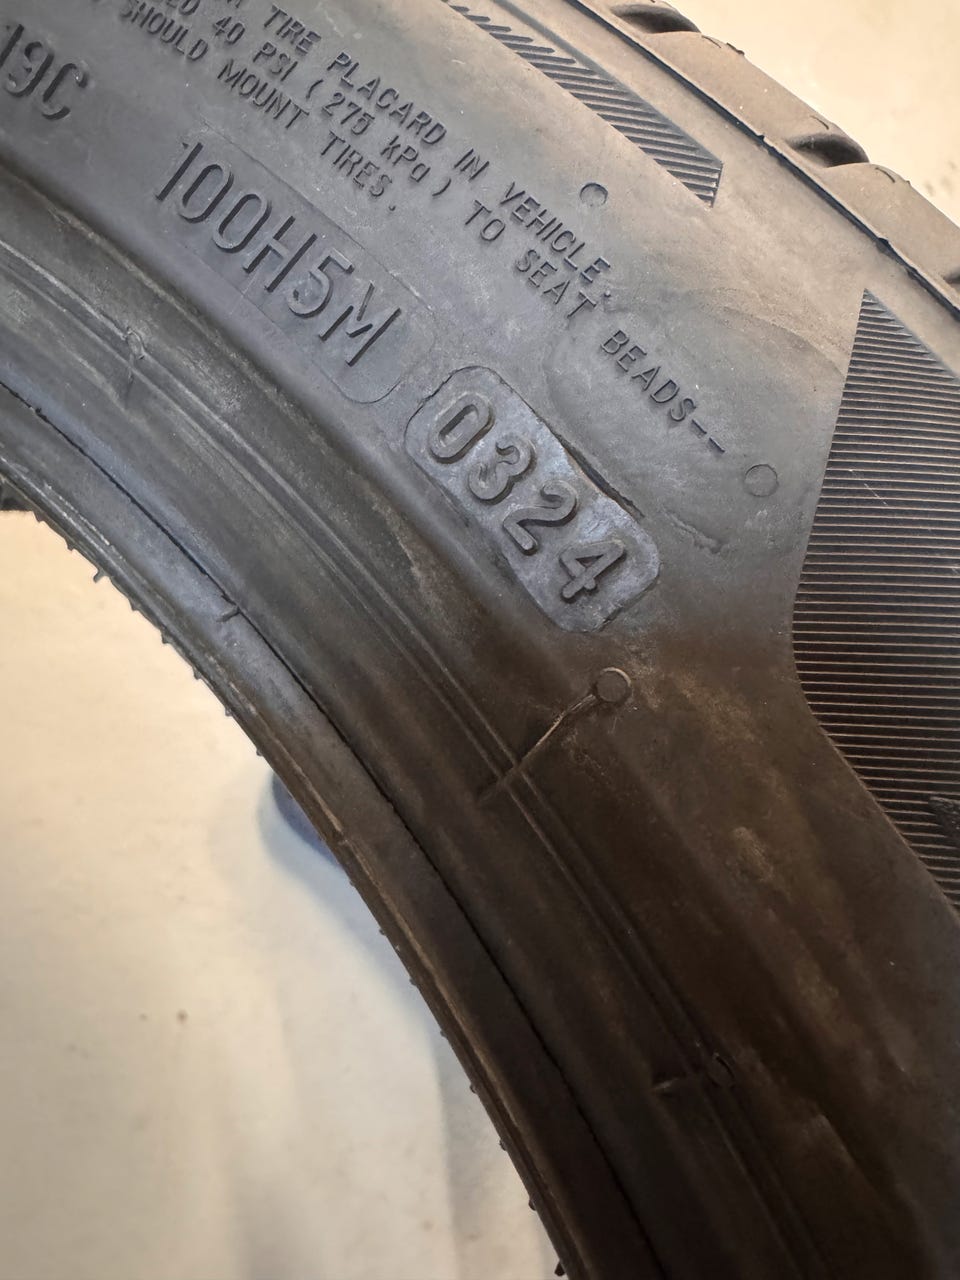 TIRE PLACARD IN VEHICLE.
40 PSI (275 kPa) TO SEAT BEADS--
SHOULD MOUNT TIRES.
19C
100H5M
0324